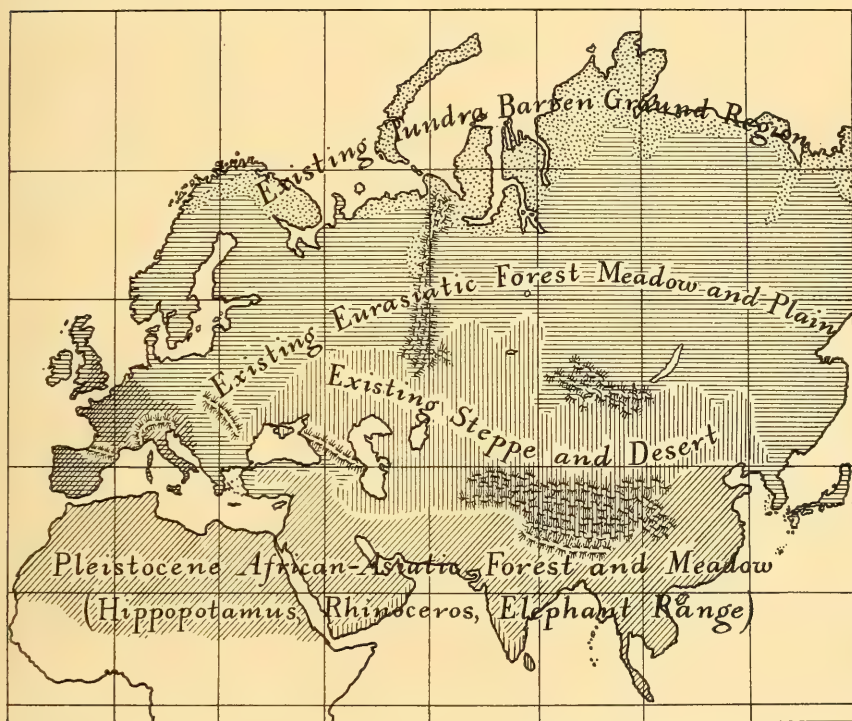 Existing Tundra Barren Ground Region
Existing Eurasiatic Forest Meadow and Plain
Existing Steppe and Desert
Pleistocene African-Asiatic Forest and Meadow
(Hippopotamus, Rhinoceros, Elephant Range)